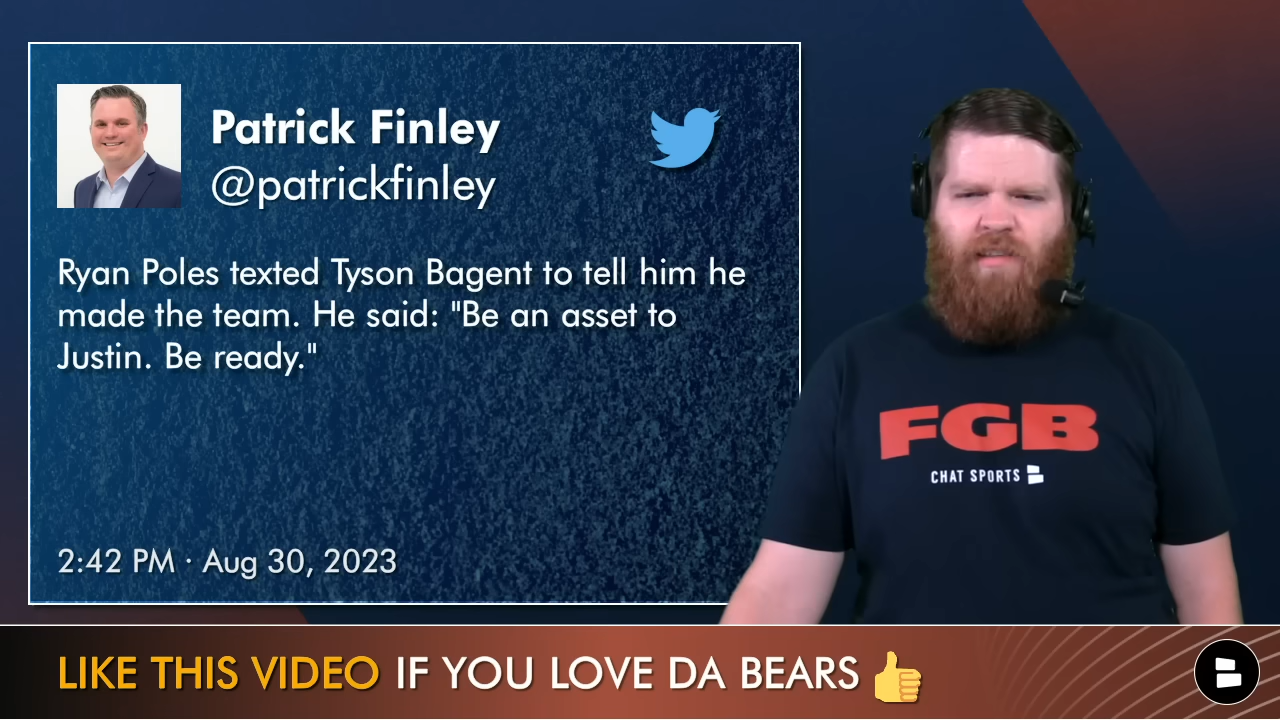 Patrick Finley
@patrickfinley
Ryan Poles texted Tyson Bagent to tell him he
made the team. He said: "Be an asset to
Justin. Be ready."
2:42 PM · Aug 30, 2023
FGB
CHAT SPORTS
LIKE THIS VIDEO IF YOU LOVE DA BEARS 👍